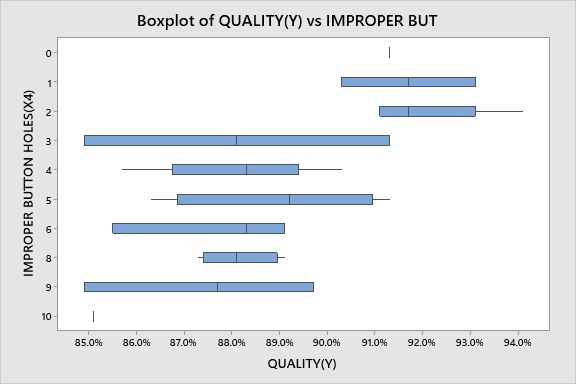 Boxplot of QUALITY(Y) vs IMPROPER BUT
IMPROPER BUTTON HOLES(X4)
0
1
2
3
4
5
6
8
9
10
85.0% 86.0% 87.0% 88.0% 89.0% 90.0% 91.0% 92.0% 93.0% 94.0%
QUALITY(Y)